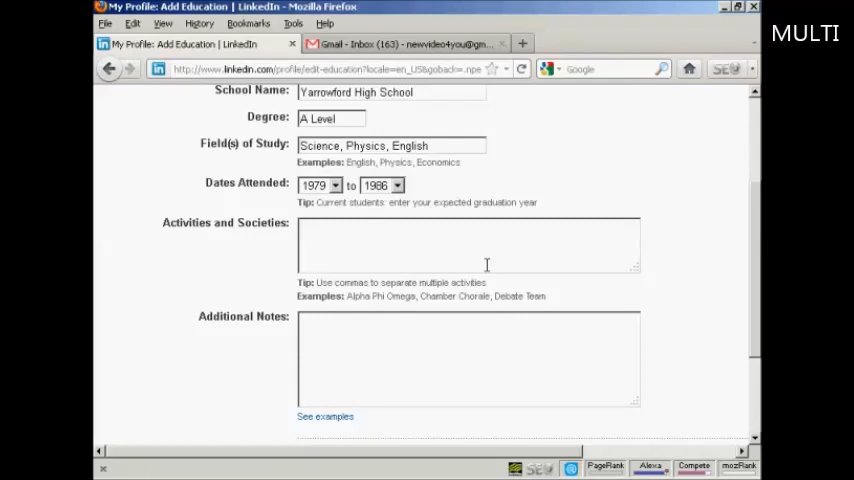 My Profile: Add Education | LinkedIn - Mozilla Firefox
MULTI
File Edit View History Bookmarks Tools Help
My Profile: Add Education | LinkedIn
Gmail - Inbox (163) - newvideo4you@gm...
http://www.linkedin.com/profile/edit-education?locale=en_US&goback=.npe
Google
SEO
School Name: Yarrowford High School
Degree: A Level
Field(s) of Study: Science, Physics, English
Examples: English, Physics, Economics
Dates Attended: 1979 to 1986
Tip: Current students: enter your expected graduation year
Activities and Societies:
Tip: Use commas to separate multiple activities
Examples: Alpha Phi Omega, Chamber Chorale, Debate Team
Additional Notes:
See examples
SEO PageRank Alexa Compete mozRank